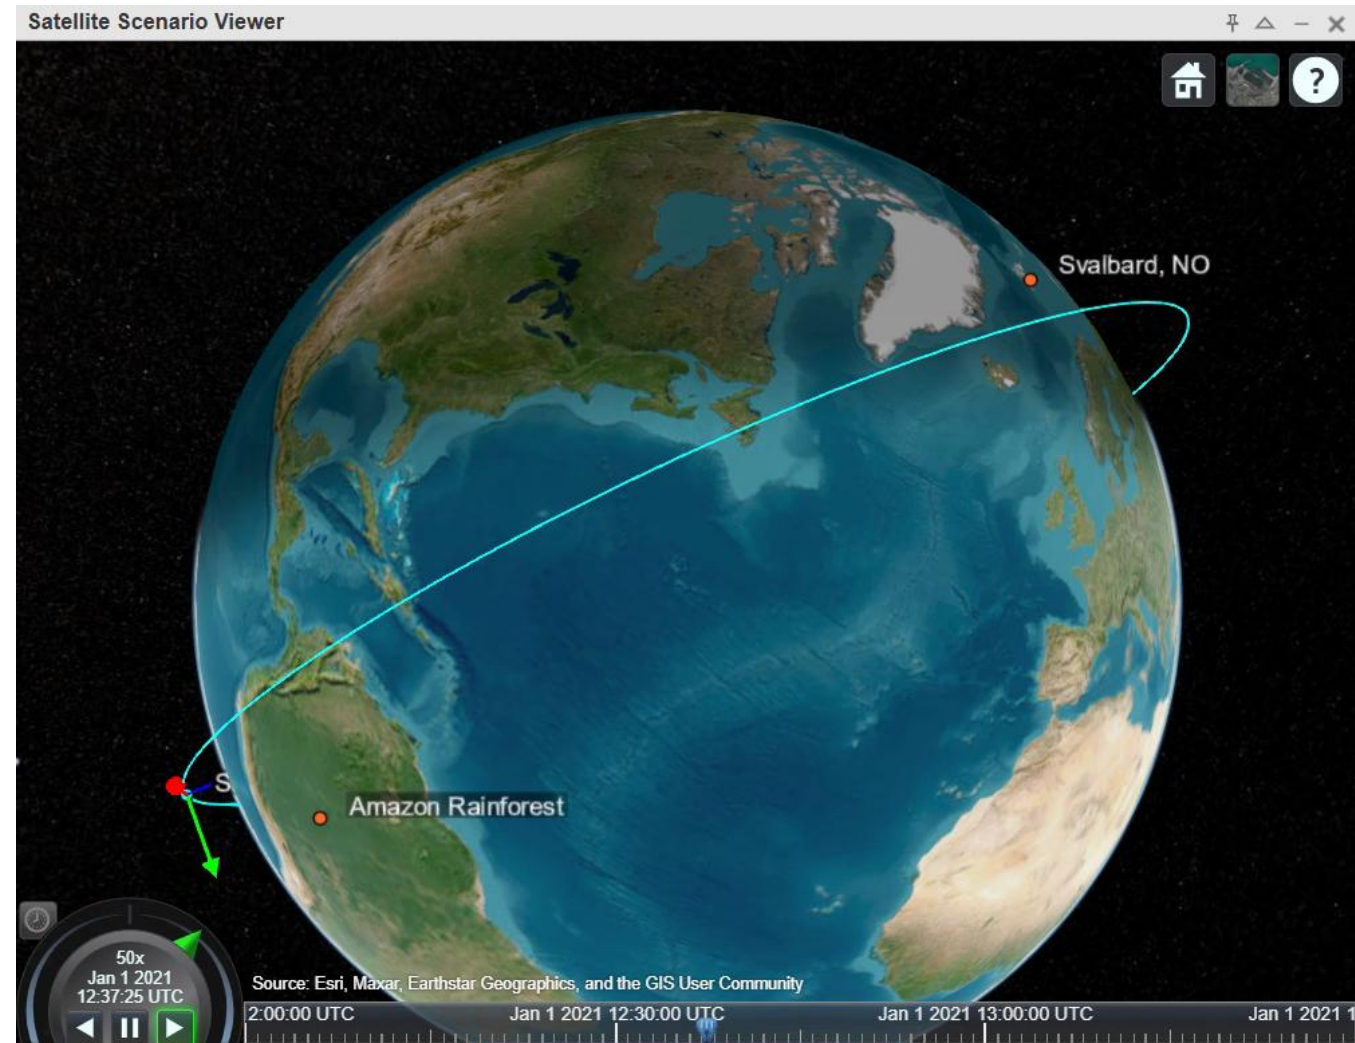 Satellite Scenario Viewer
?
Svalbard, NO
S
Amazon Rainforest
50x
Jan 1 2021
12:37:25 UTC
Source: Esri, Maxar, Earthstar Geographics, and the GIS User Community
2:00:00 UTC
Jan 1 2021 12:30:00 UTC
Jan 1 2021 13:00:00 UTC
Jan 1 2021 1